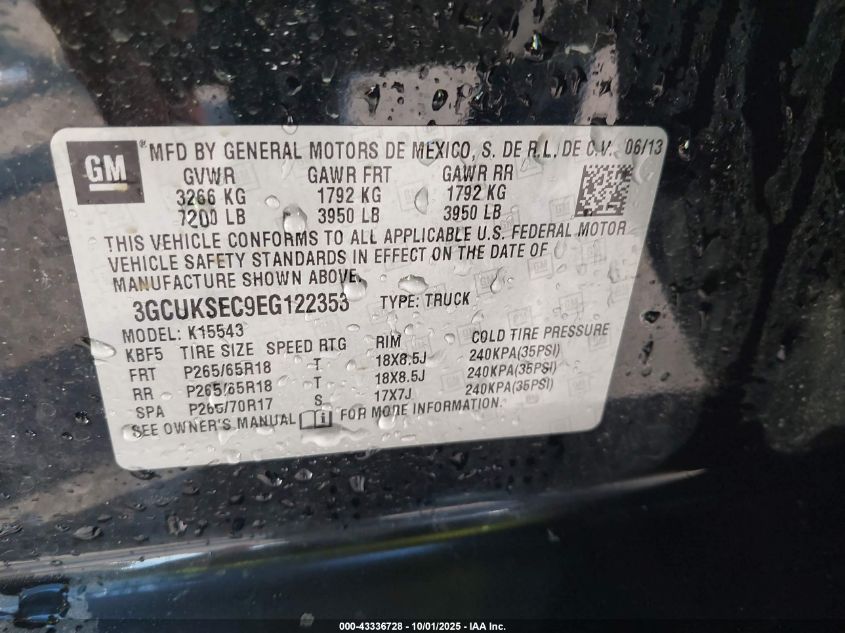 GM
® MFD BY GENERAL MOTORS DE MEXICO, S. DE R.L. DE C.V. 06/13
GVWR GAWR FRT GAWR RR
3266 KG 1792 KG 1792 KG
7200 LB 3950 LB 3950 LB
THIS VEHICLE CONFORMS TO ALL APPLICABLE U.S. FEDERAL MOTOR
VEHICLE SAFETY STANDARDS IN EFFECT ON THE DATE OF
MANUFACTURE SHOWN ABOVE.
3GCUKSEC9EG122353 TYPE: TRUCK
MODEL: K15543
KBF5 TIRE SIZE SPEED RTG RIM COLD TIRE PRESSURE
FRT P265/65R18 T 18X8.5J 240KPA(35PSI)
RR P265/65R18 T 18X8.5J 240KPA(35PSI)
SPA P265/70R17 S 17X7J 240KPA(35PSI)
SEE OWNER'S MANUAL FOR MORE INFORMATION.
000-43336728 - 10/01/2025 - IAA Inc.